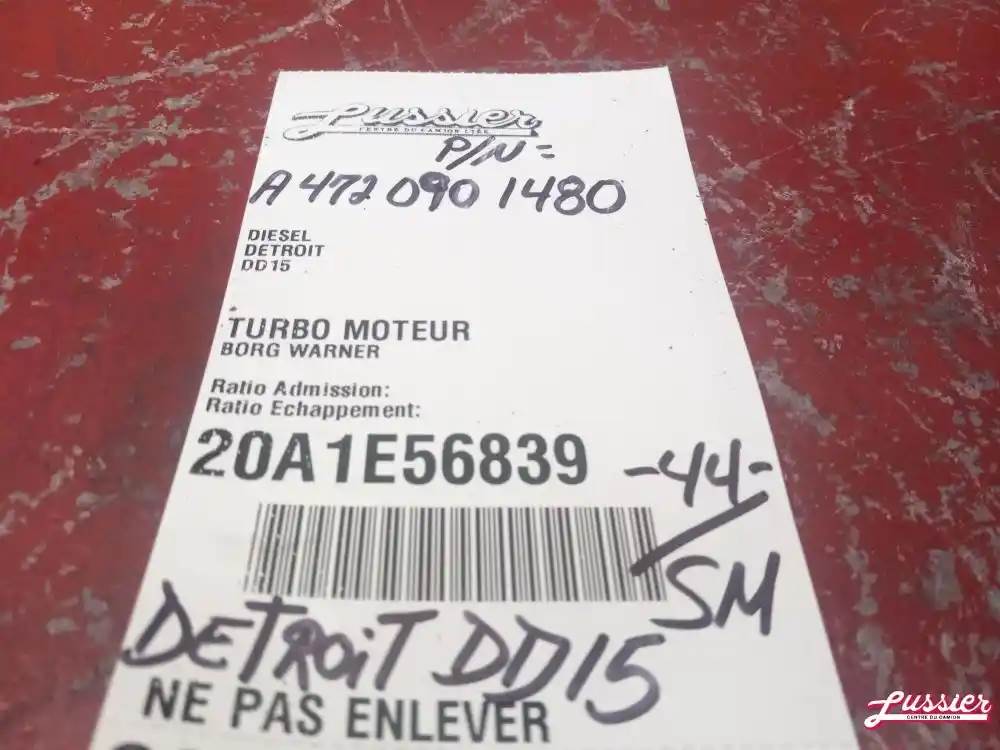 Lussier
CENTRE DU CAMION LTÉE
P/N =
A 472 090 1480
DIESEL
DETROIT
DD15
TURBO MOTEUR
BORG WARNER
Ratio Admission:
Ratio Echappement:
20A1E56839 -44-
SM
DETROiT DD15
NE PAS ENLEVER
Lussier
CENTRE DU CAMION